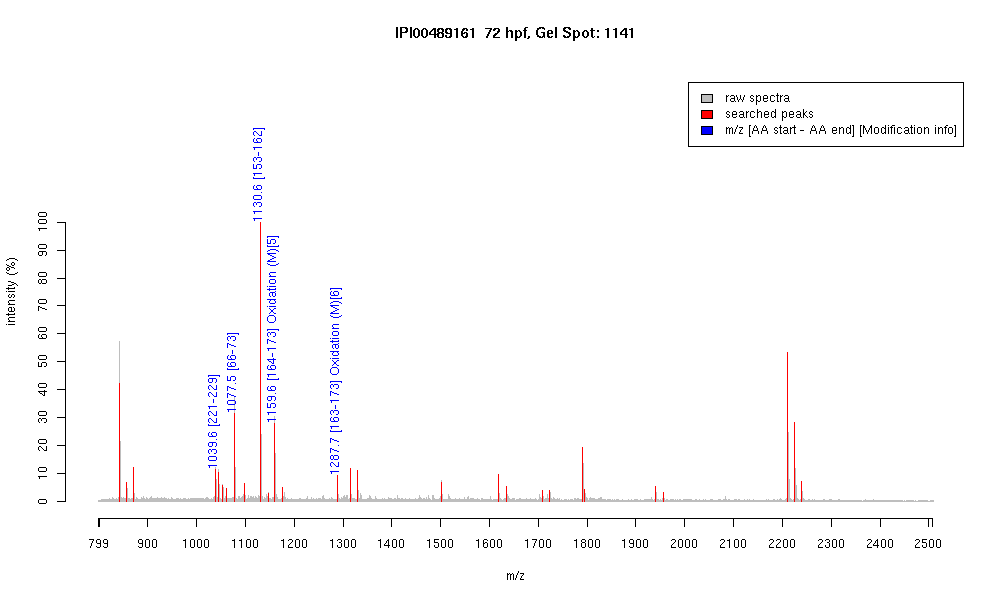 IPI00489161 72 hpf, Gel Spot: 1141
raw spectra
searched peaks
m/z [AA start - AA end] [Modification info]
1039.6 [221-229]
1077.5 [66-73]
1130.6 [153-162]
1159.6 [164-173] Oxidation (M)[5]
1287.7 [163-173] Oxidation (M)[6]
intensity (%)
100
90
80
70
60
50
40
30
20
10
0
799 900 1000 1100 1200 1300 1400 1500 1600 1700 1800 1900 2000 2100 2200 2300 2400 2500
m/z